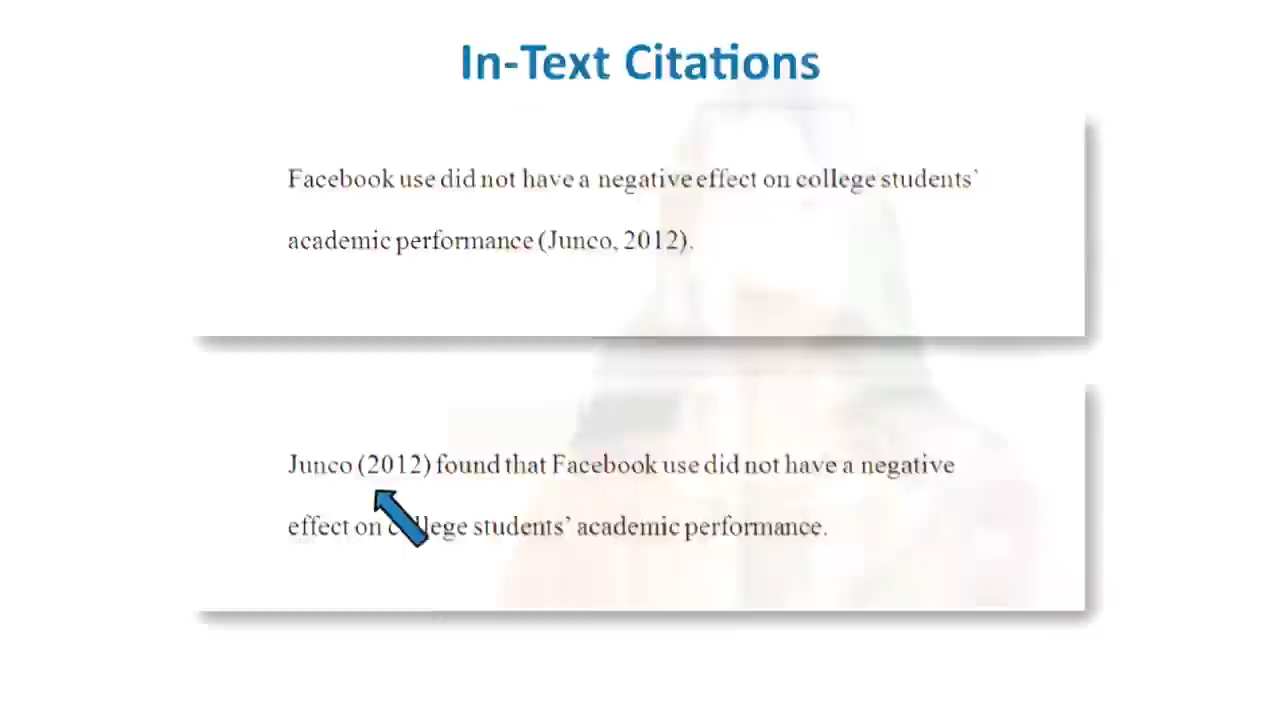 In-Text Citations
Facebook use did not have a negative effect on college students’
academic performance (Junco, 2012).
Junco (2012) found that Facebook use did not have a negative
effect on college students’ academic performance.